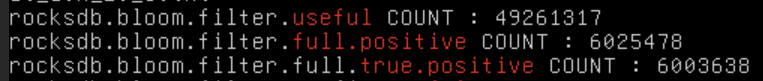 rocksdb.bloom.filter.useful COUNT : 49261317
rocksdb.bloom.filter.full.positive COUNT : 6025478
rocksdb.bloom.filter.full.true.positive COUNT : 6003638